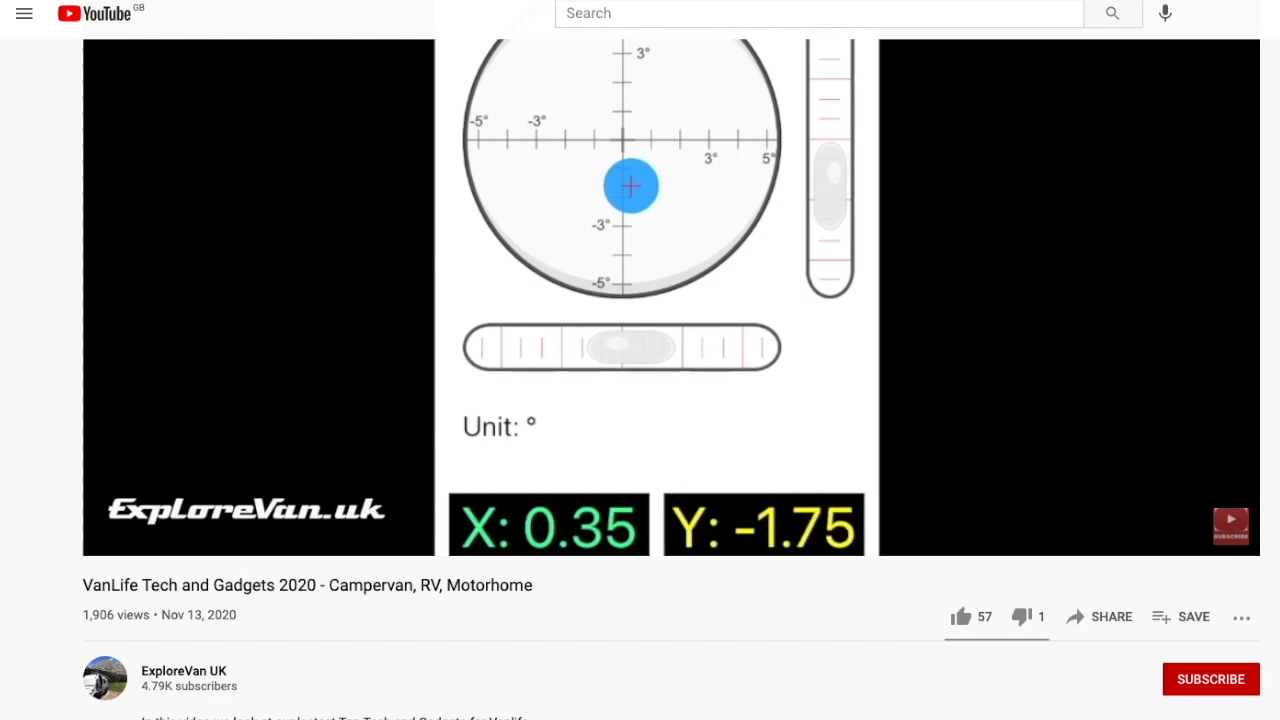 YouTube GB
Search
3°
-5° -3°
3° 5°
-3°
-5°
Unit: °
ExploreVan.uk
X: 0.35 Y: -1.75
SUBSCRIBE
VanLife Tech and Gadgets 2020 - Campervan, RV, Motorhome
1,906 views • Nov 13, 2020
57 1 SHARE SAVE
ExploreVan UK
4.79K subscribers
SUBSCRIBE